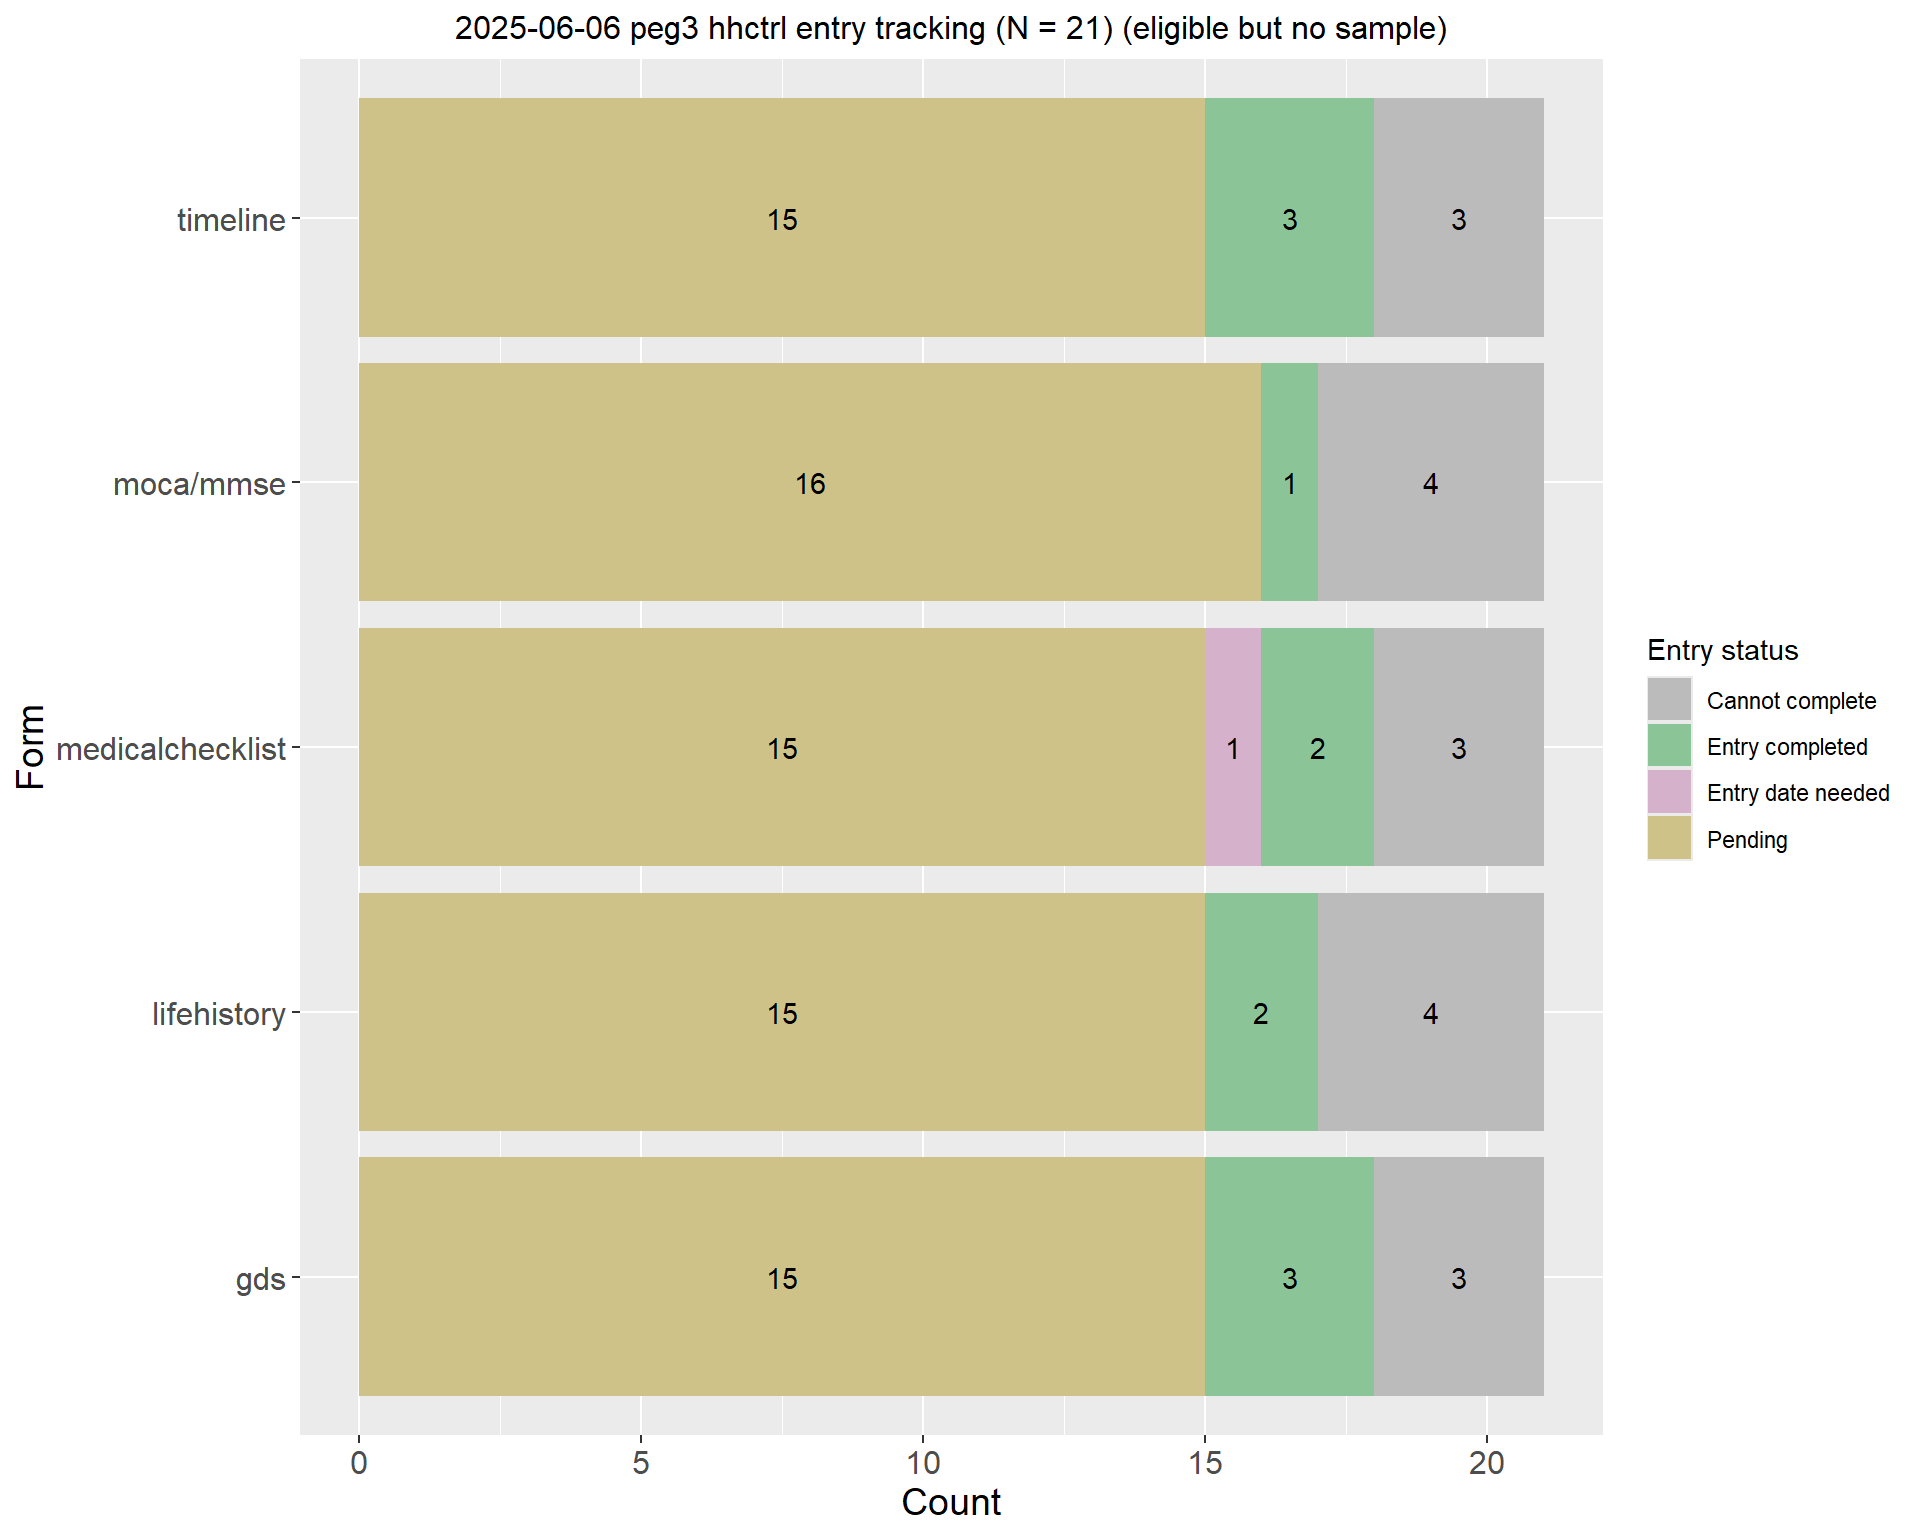 2025-06-06 peg3 hhctrl entry tracking (N = 21) (eligible but no sample)
timeline
15
3
3
moca/mmse
16
1
4
medicalchecklist
15
1
2
3
lifehistory
15
2
4
gds
15
3
3
Form
0
5
10
15
20
Count
Entry status
Cannot complete
Entry completed
Entry date needed
Pending